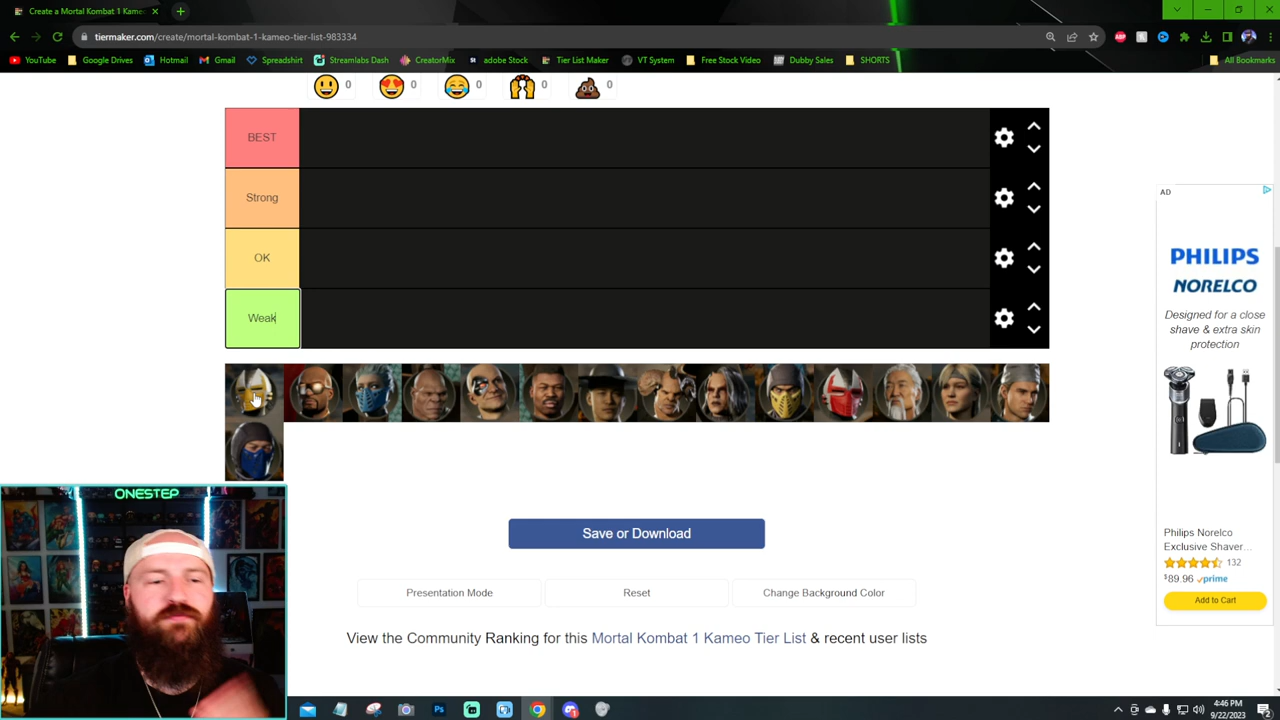 Create a Mortal Kombat 1 Kame
tiermaker.com/create/mortal-kombat-1-kameo-tier-list-983334
YouTube Google Drives Hotmail Gmail Spreadshirt Streamlabs Dash CreatorMix adobe Stock Tier List Maker VT System Free Stock Video Dubby Sales SHORTS All Bookmarks
0 0 0 0 0
BEST
Strong
OK
Weak
AD
PHILIPS
NORELCO
Designed for a close
shave & extra skin
protection
Philips Norelco
Exclusive Shaver...
132
$89.96 prime
Add to Cart
ONESTEP
Save or Download
Presentation Mode Reset Change Background Color
View the Community Ranking for this Mortal Kombat 1 Kameo Tier List & recent user lists
4:46 PM
9/22/2023